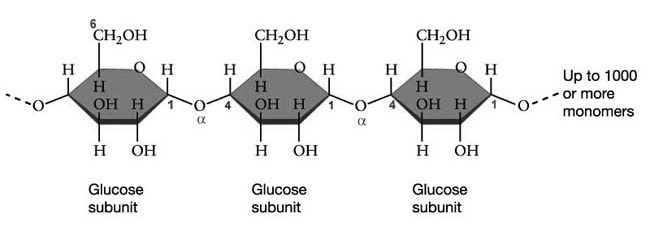 6
CH₂OH CH₂OH CH₂OH
H O H H O H H O H
H H H
O OH H 1 O 4 OH H 1 O 4 OH H 1 O
α α
H OH H OH H OH
Glucose
subunit
Glucose
subunit
Glucose
subunit
Up to 1000
or more
monomers